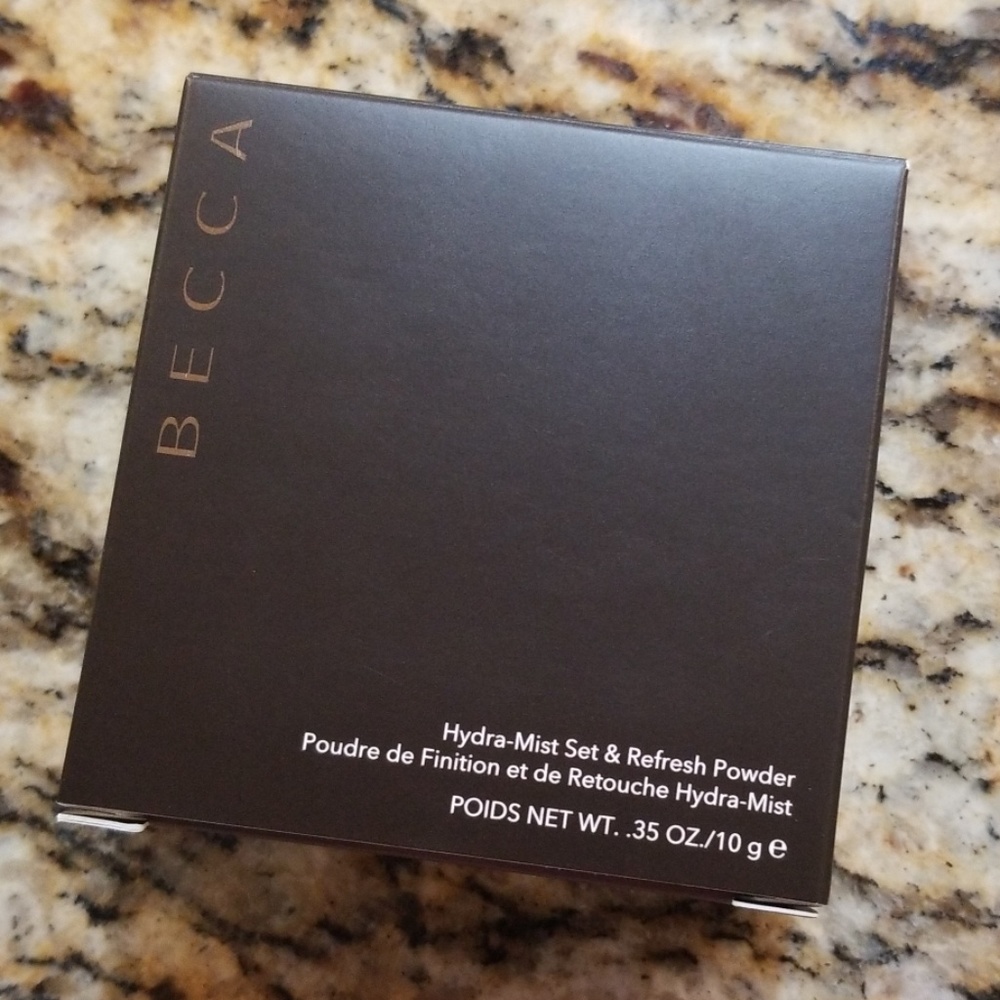 BECCA
Hydra-Mist Set & Refresh Powder
Poudre de Finition et de Retouche Hydra-Mist
POIDS NET WT. .35 OZ./10 g ℮